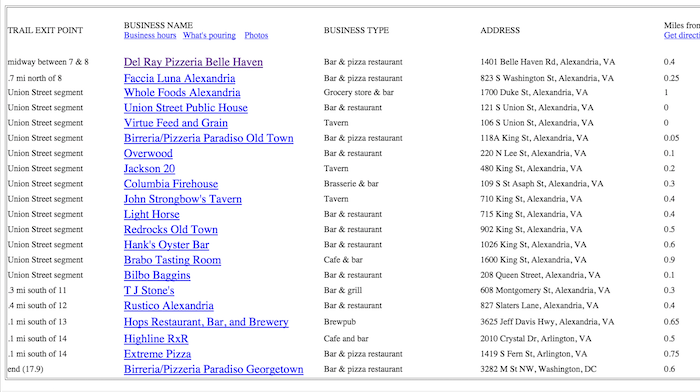 TRAIL EXIT POINT BUSINESS NAME BUSINESS TYPE ADDRESS Miles from
Business hours What's pouring Photos Get directi
midway between 7 & 8 Del Ray Pizzeria Belle Haven Bar & pizza restaurant 1401 Belle Haven Rd, Alexandria, VA 0.4
.7 mi north of 8 Faccia Luna Alexandria Bar & pizza restaurant 823 S Washington St, Alexandria, VA 0.25
Union Street segment Whole Foods Alexandria Grocery store & bar 1700 Duke St, Alexandria, VA 1
Union Street segment Union Street Public House Bar & restaurant 121 S Union St, Alexandria, VA 0
Union Street segment Virtue Feed and Grain Tavern 106 S Union St, Alexandria, VA 0
Union Street segment Birreria/Pizzeria Paradiso Old Town Bar & pizza restaurant 118A King St, Alexandria, VA 0.05
Union Street segment Overwood Bar & restaurant 220 N Lee St, Alexandria, VA 0.1
Union Street segment Jackson 20 Tavern 480 King St, Alexandria, VA 0.2
Union Street segment Columbia Firehouse Brasserie & bar 109 S St Asaph St, Alexandria, VA 0.3
Union Street segment John Strongbow's Tavern Tavern 710 King St, Alexandria, VA 0.4
Union Street segment Light Horse Bar & restaurant 715 King St, Alexandria, VA 0.4
Union Street segment Redrocks Old Town Bar & restaurant 902 King St, Alexandria, VA 0.5
Union Street segment Hank's Oyster Bar Bar & restaurant 1026 King St, Alexandria, VA 0.6
Union Street segment Brabo Tasting Room Cafe & bar 1600 King St, Alexandria, VA 0.9
Union Street segment Bilbo Baggins Bar & restaurant 208 Queen Street, Alexandria, VA 0.1
.3 mi south of 11 T J Stone's Bar & grill 608 Montgomery St, Alexandria, VA 0.3
.4 mi south of 12 Rustico Alexandria Bar & restaurant 827 Slaters Lane, Alexandria, VA 0.4
.1 mi south of 13 Hops Restaurant, Bar, and Brewery Brewpub 3625 Jeff Davis Hwy, Alexandria, VA 0.65
.1 mi south of 14 Highline RxR Cafe and bar 2010 Crystal Dr, Arlington, VA 0.5
.1 mi south of 14 Extreme Pizza Bar & pizza restaurant 1419 S Fern St, Arlington, VA 0.75
end (17.9) Birreria/Pizzeria Paradiso Georgetown Bar & pizza restaurant 3282 M St NW, Washington, DC 0.6